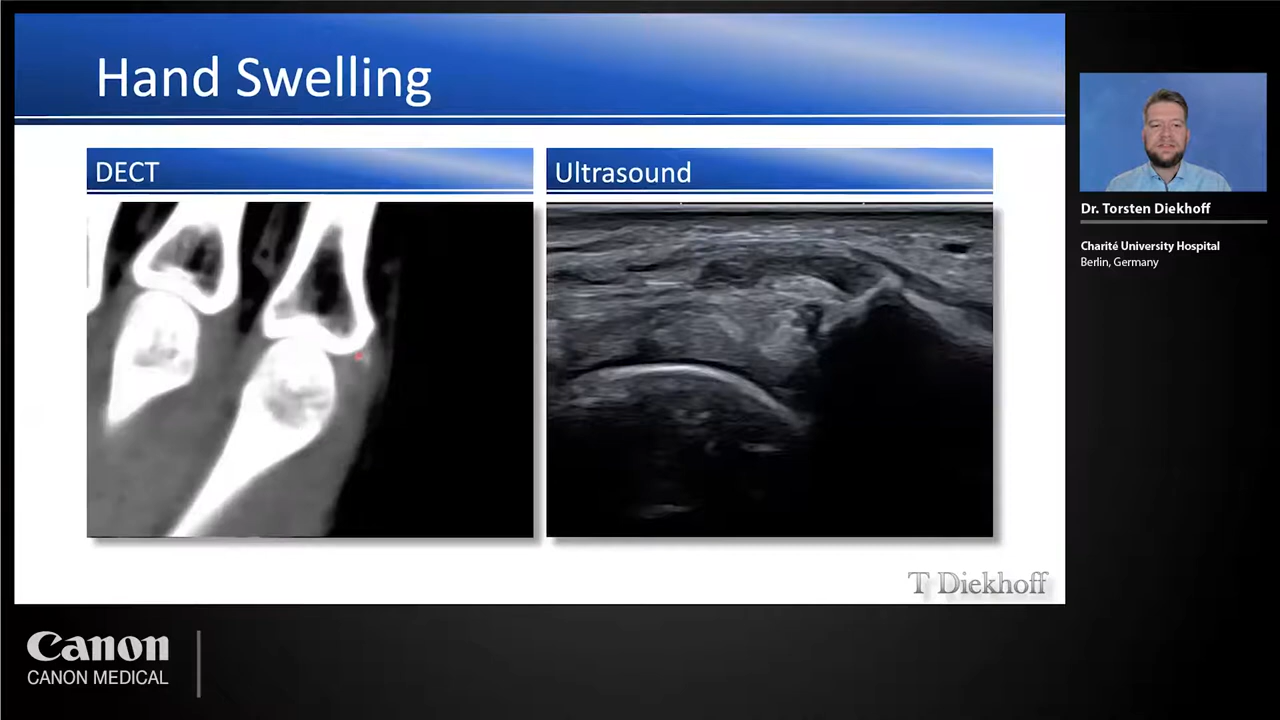 Hand Swelling
DECT
Ultrasound
T Diekhoff
Dr. Torsten Diekhoff
Charité University Hospital
Berlin, Germany
Canon
CANON MEDICAL